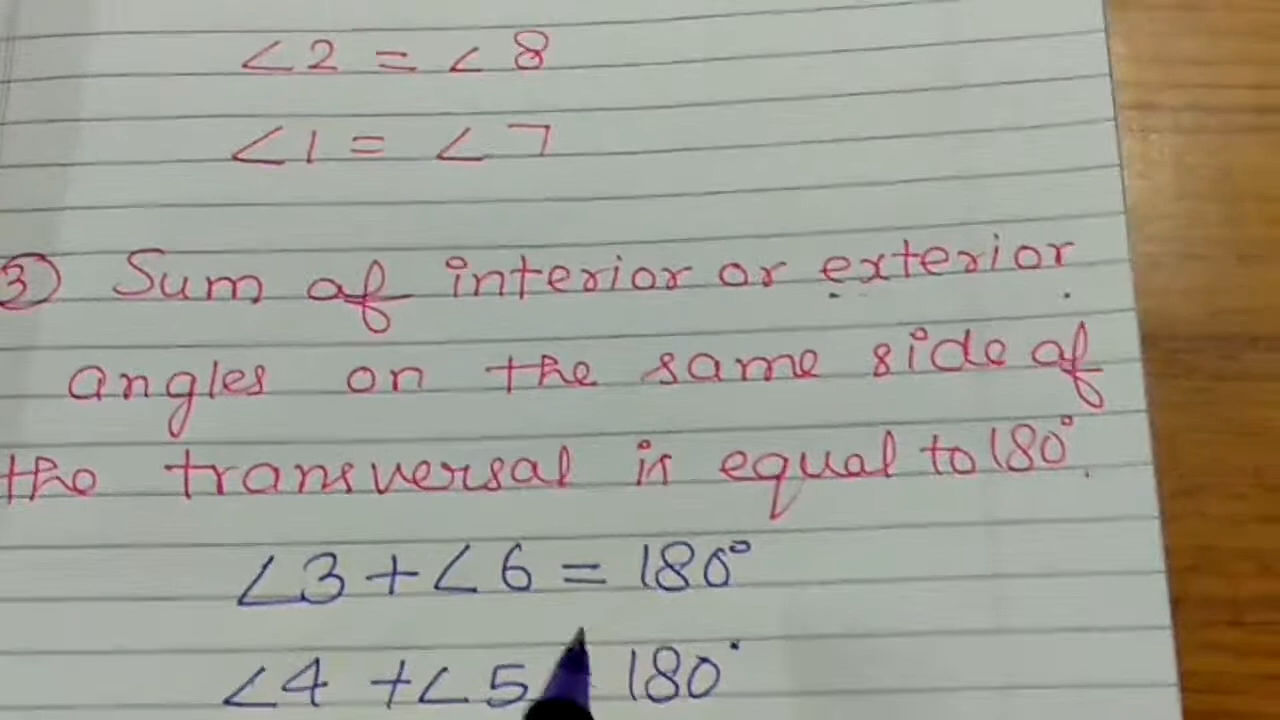 ∠2 = ∠8
∠1 = ∠7
3) Sum of interior or exterior
angles on the same side of
the transversal is equal to 180°.
∠3 + ∠6 = 180°
∠4 + ∠5 180°